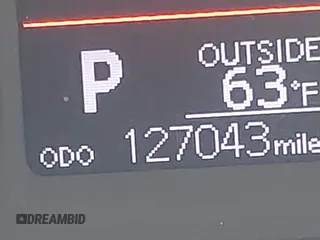 P
OUTSIDE
63°F
ODO 127043 mile
DREAMBID